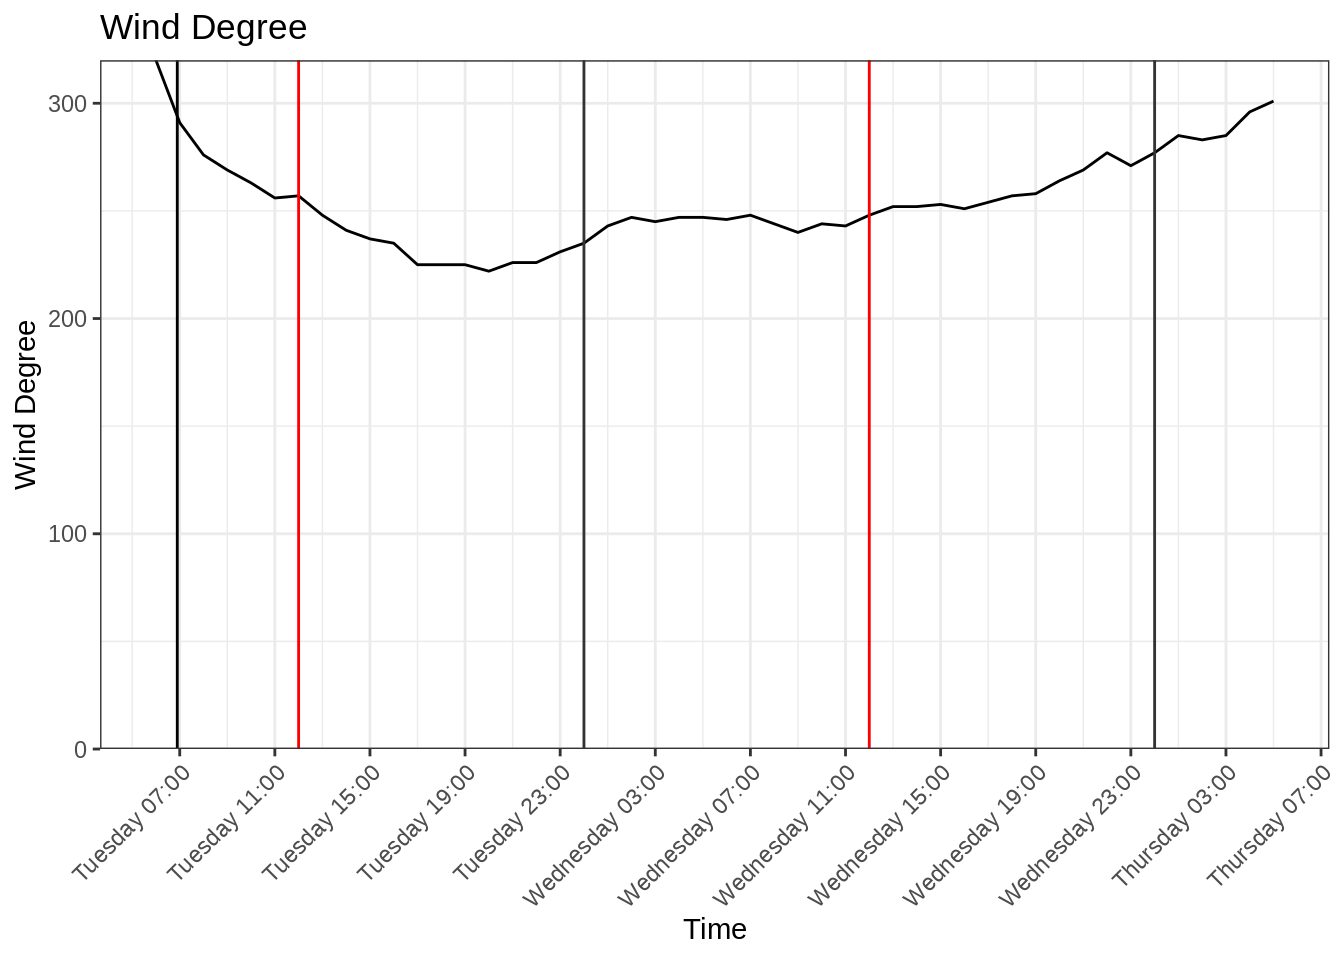 Wind Degree
Wind Degree
300
200
100
0
Tuesday 07:00
Tuesday 11:00
Tuesday 15:00
Tuesday 19:00
Tuesday 23:00
Wednesday 03:00
Wednesday 07:00
Wednesday 11:00
Wednesday 15:00
Wednesday 19:00
Wednesday 23:00
Thursday 03:00
Thursday 07:00
Time